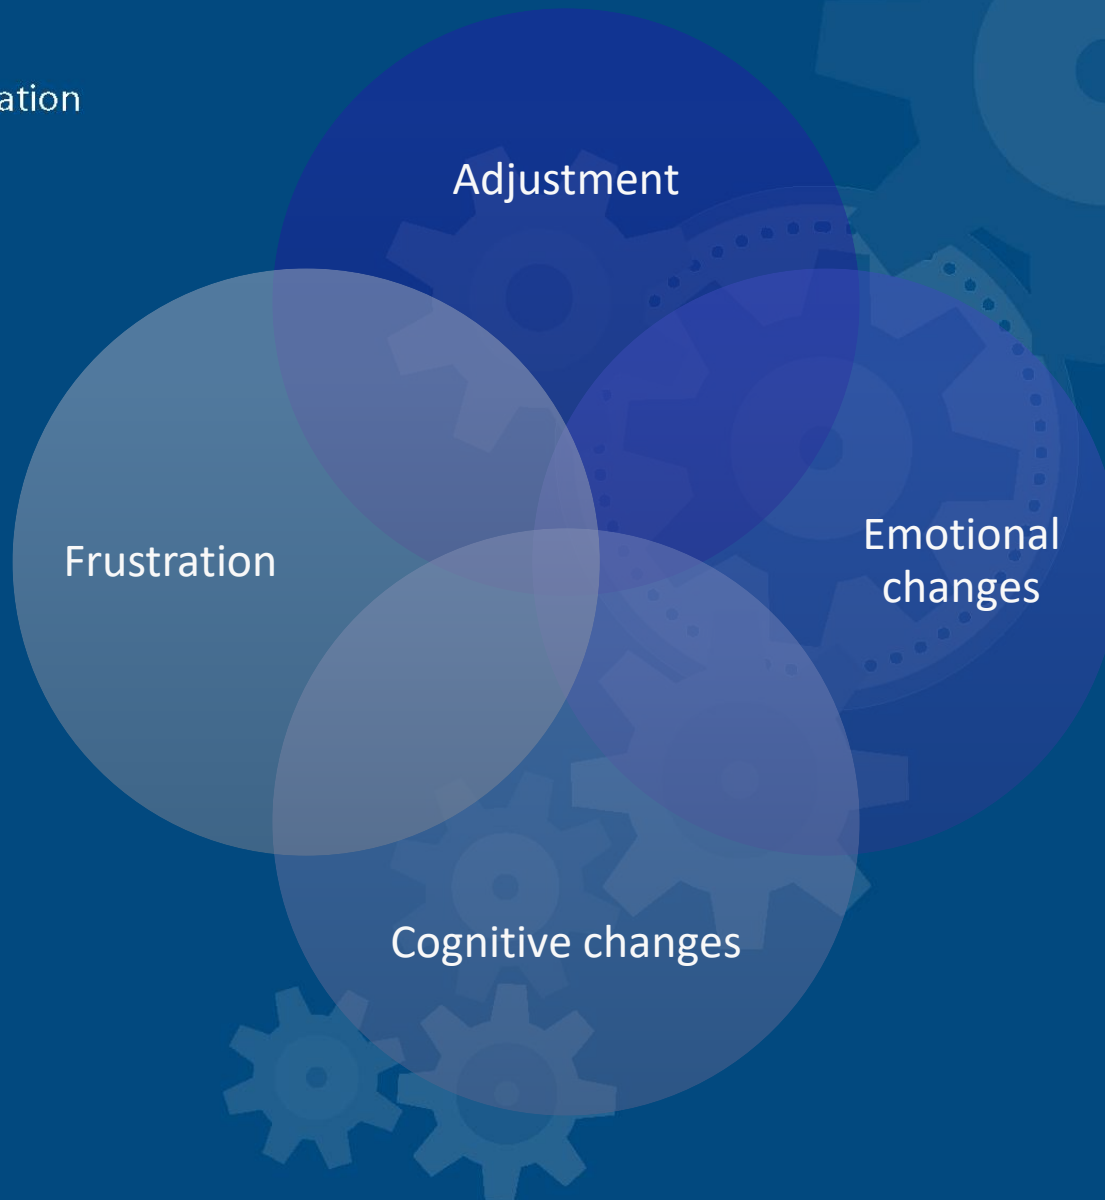 ation
Adjustment
Frustration
Emotional
changes
Cognitive changes